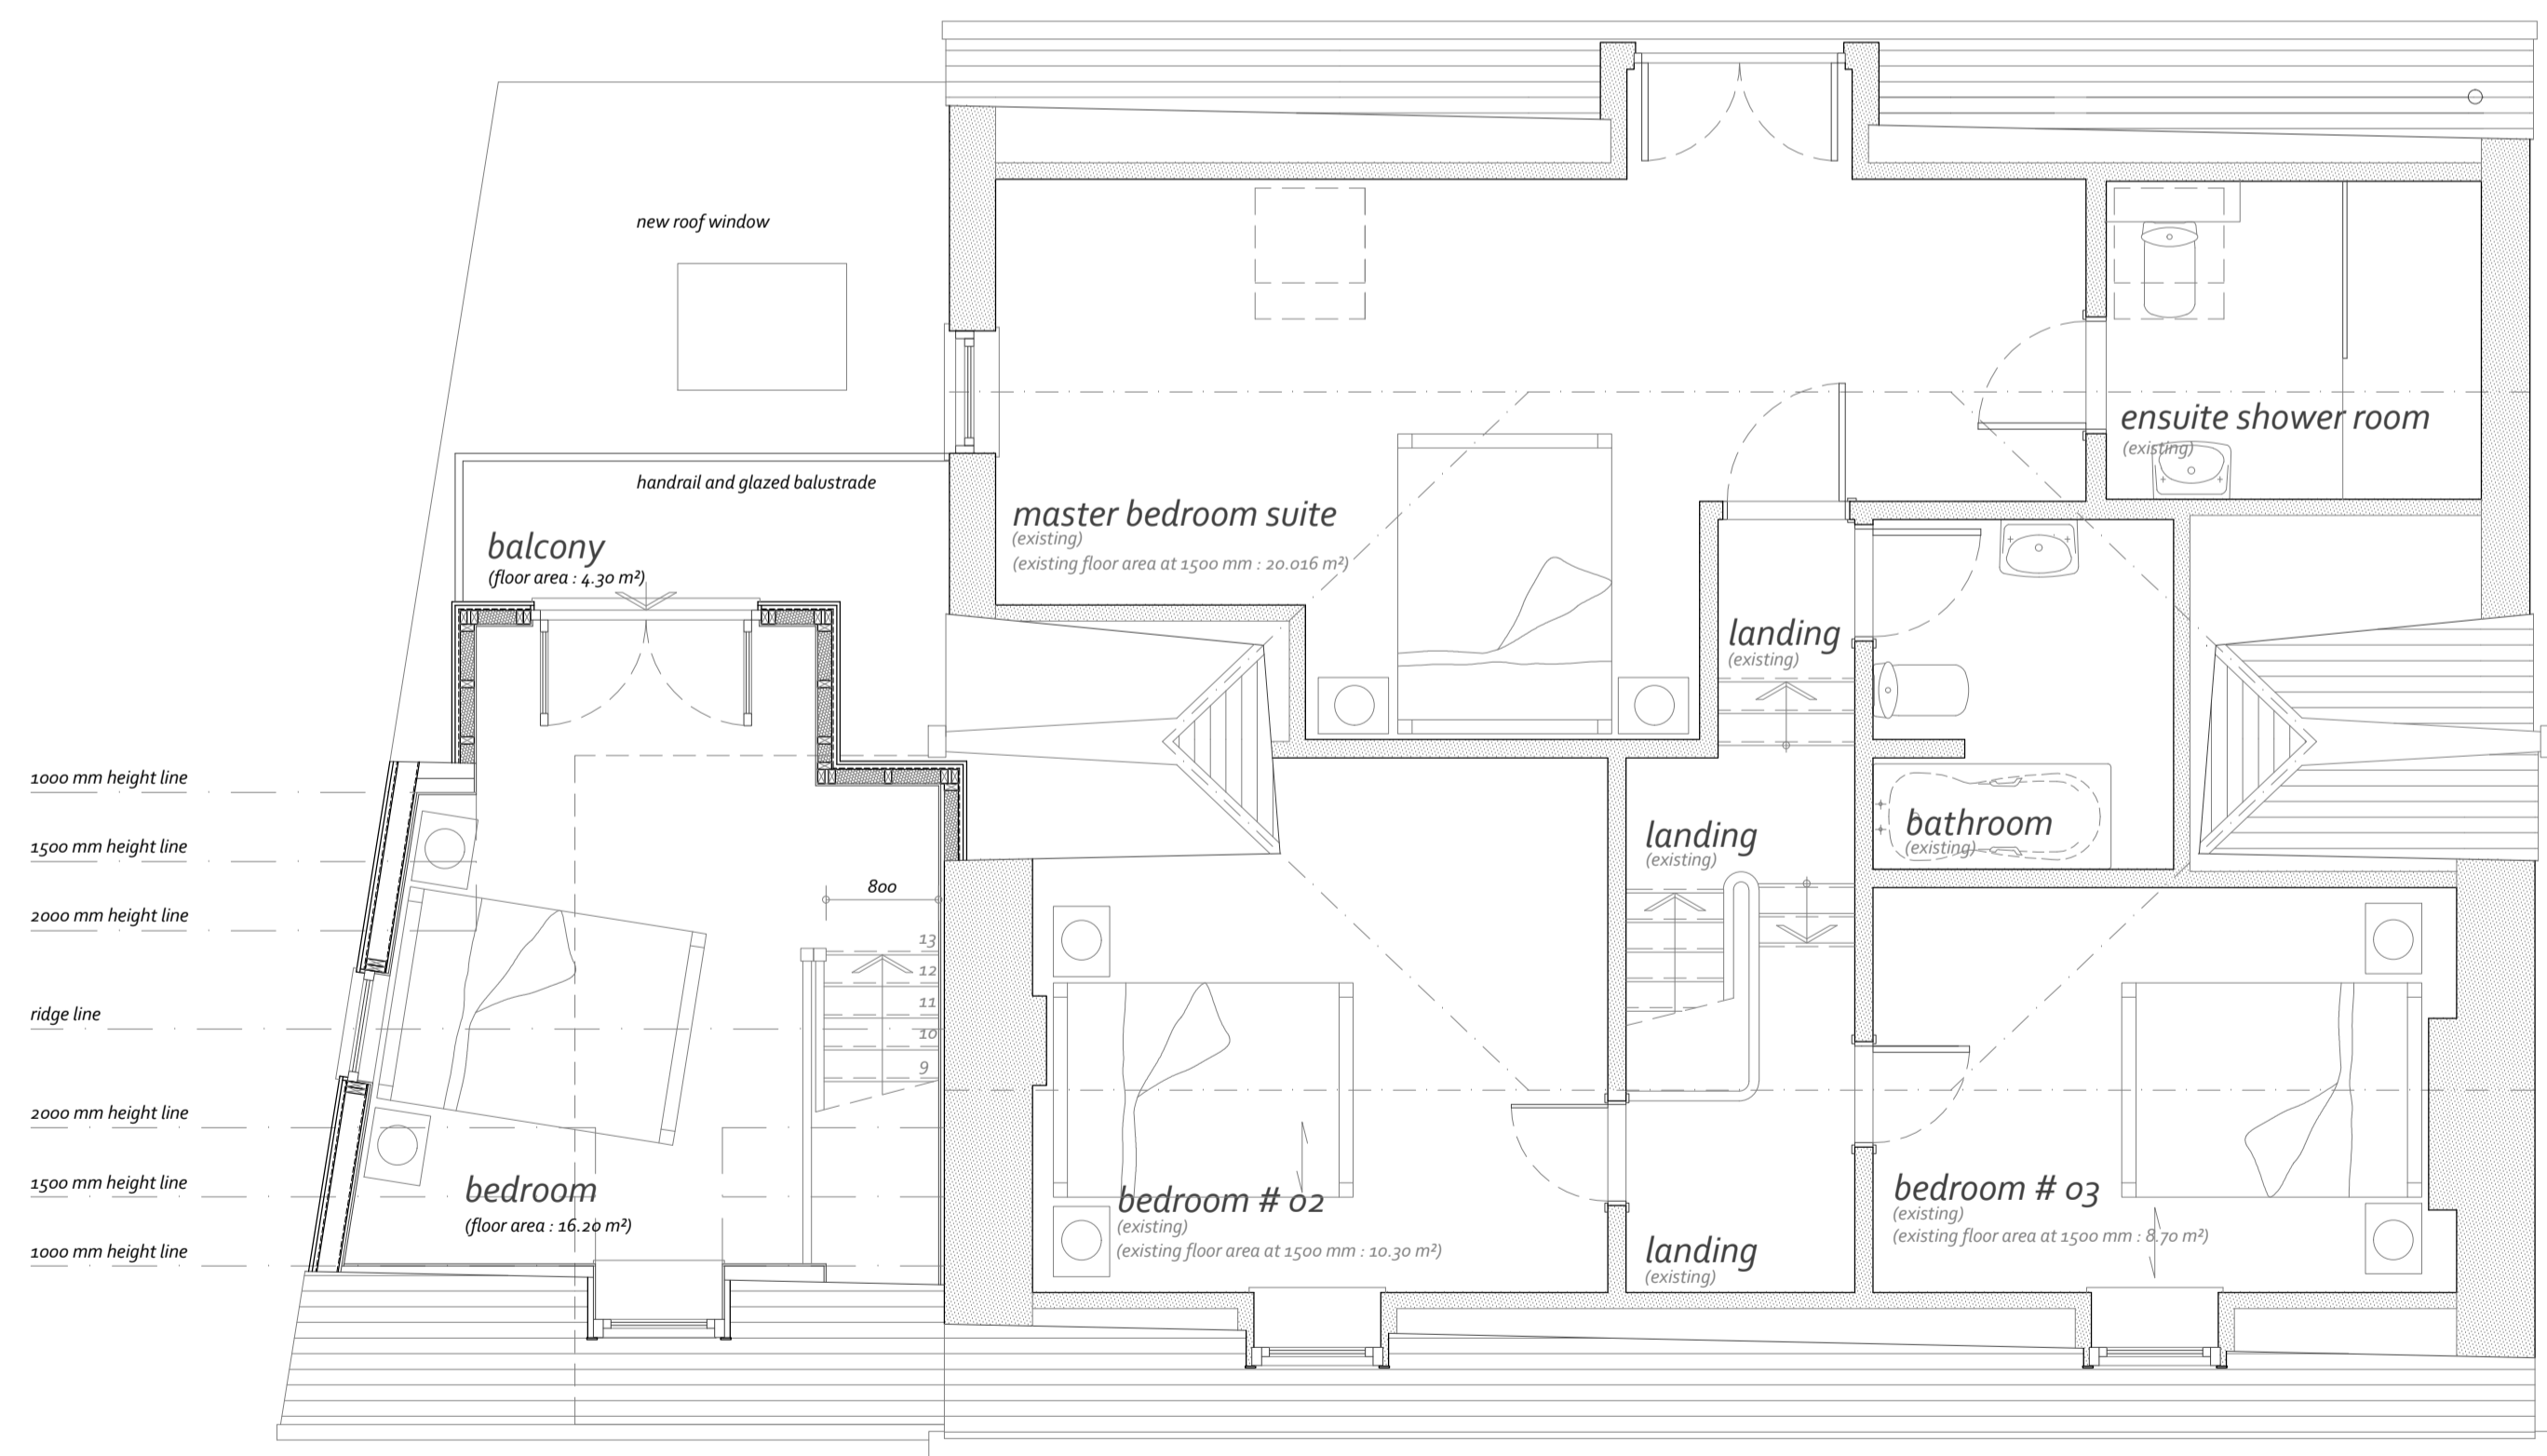 new roof window
handrail and glazed balustrade
balcony
(floor area : 4.30 m²)
master bedroom suite
(existing)
(existing floor area at 1500 mm : 20.016 m²)
ensuite shower room
(existing)
landing
(existing)
1000 mm height line
1500 mm height line
2000 mm height line
ridge line
2000 mm height line
1500 mm height line
1000 mm height line
800
13
12
11
10
9
landing
(existing)
bathroom
(existing)
bedroom
(floor area : 16.20 m²)
bedroom # 02
(existing)
(existing floor area at 1500 mm : 10.30 m²)
landing
(existing)
bedroom # 03
(existing)
(existing floor area at 1500 mm : 8.70 m²)